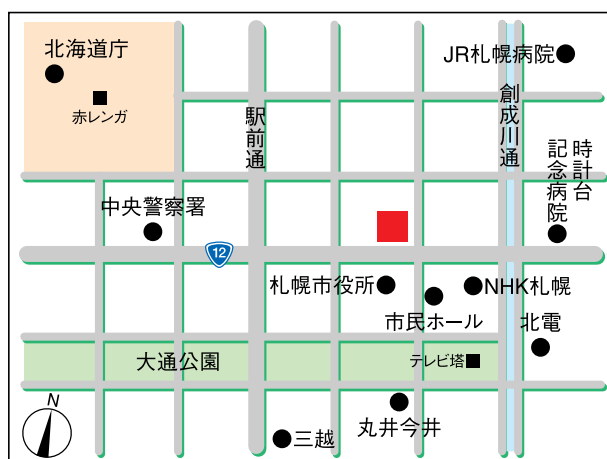 北海道庁
赤レンガ
JR札幌病院
駅前通
創成川通
時計台
記念病院
中央警察署
12
札幌市役所
NHK札幌
市民ホール
北電
大通公園
テレビ塔
丸井今井
三越
N